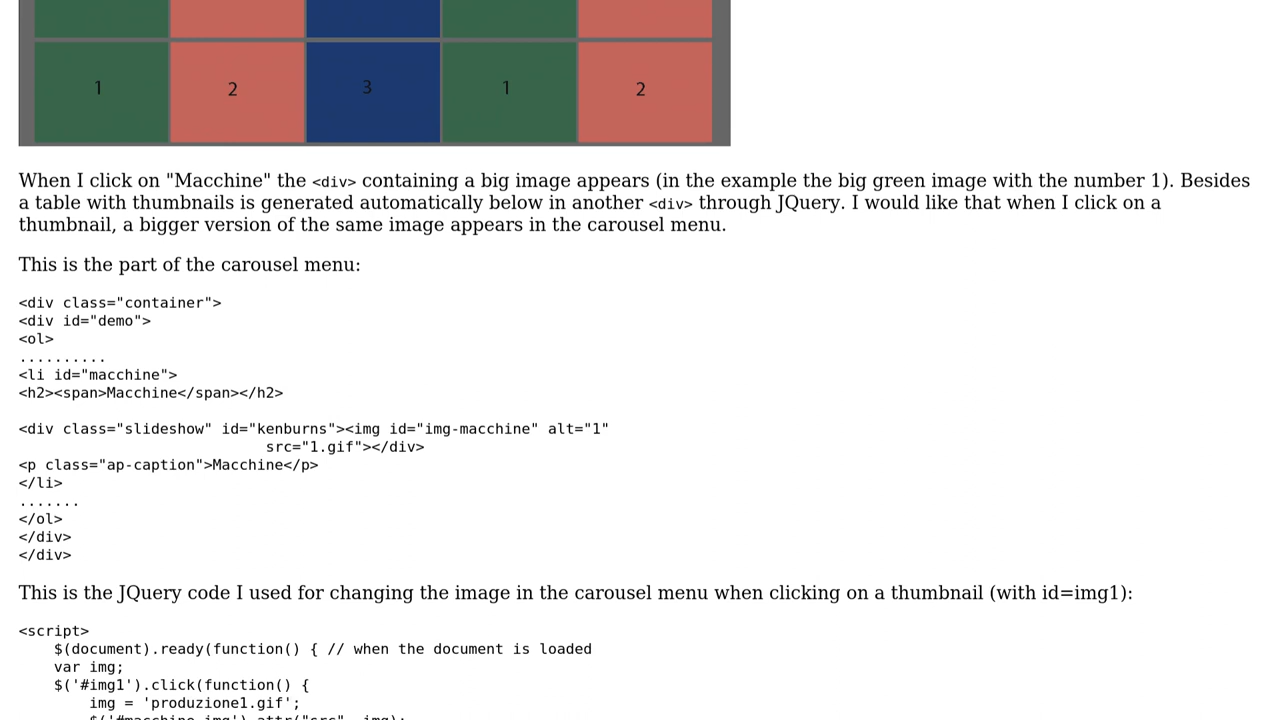 1 2 3 1 2
When I click on "Macchine" the <div> containing a big image appears (in the example the big green image with the number 1). Besides
a table with thumbnails is generated automatically below in another <div> through JQuery. I would like that when I click on a
thumbnail, a bigger version of the same image appears in the carousel menu.
This is the part of the carousel menu:
<div class="container">
<div id="demo">
<ol>
..........
<li id="macchine">
<h2><span>Macchine</span></h2>
<div class="slideshow" id="kenburns"><img id="img-macchine" alt="1"
src="1.gif"></div>
<p class="ap-caption">Macchine</p>
</li>
.......
</ol>
</div>
</div>
This is the JQuery code I used for changing the image in the carousel menu when clicking on a thumbnail (with id=img1):
<script>
$(document).ready(function() { // when the document is loaded
var img;
$('#img1').click(function() {
img = 'produzione1.gif';